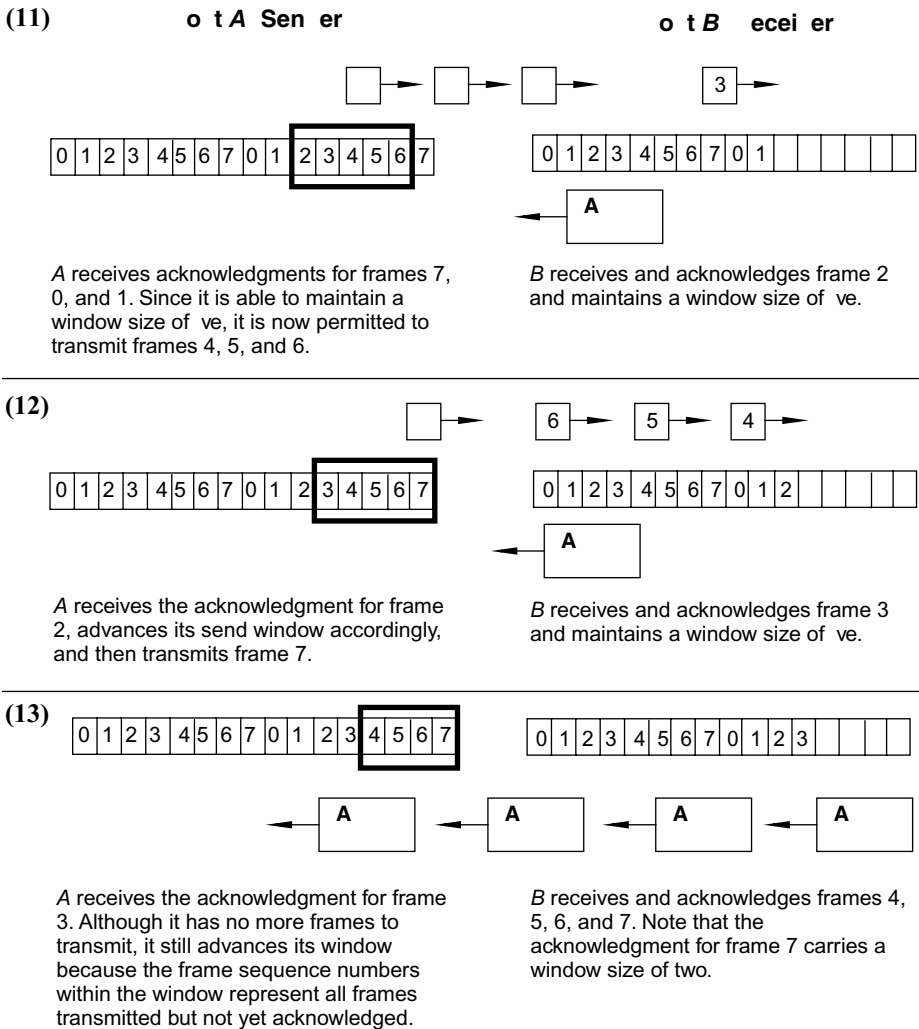 (11)
o t A Sen er
o t B ecei er
3
0 1 2 3 4 5 6 7 0 1 2 3 4 5 6 7
0 1 2 3 4 5 6 7 0 1
A
A receives acknowledgments for frames 7,
0, and 1. Since it is able to maintain a
window size of ve, it is now permitted to
transmit frames 4, 5, and 6.
B receives and acknowledges frame 2
and maintains a window size of ve.
(12)
6 5 4
0 1 2 3 4 5 6 7 0 1 2 3 4 5 6 7
0 1 2 3 4 5 6 7 0 1 2
A
A receives the acknowledgment for frame
2, advances its send window accordingly,
and then transmits frame 7.
B receives and acknowledges frame 3
and maintains a window size of ve.
(13)
0 1 2 3 4 5 6 7 0 1 2 3 4 5 6 7
0 1 2 3 4 5 6 7 0 1 2 3
A A A A
A receives the acknowledgment for frame
3. Although it has no more frames to
transmit, it still advances its window
because the frame sequence numbers
within the window represent all frames
transmitted but not yet acknowledged.
B receives and acknowledges frames 4,
5, 6, and 7. Note that the
acknowledgment for frame 7 carries a
window size of two.